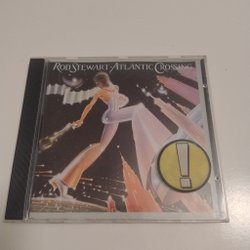 ROD STEWART/ATLANTIC CROSSING
!